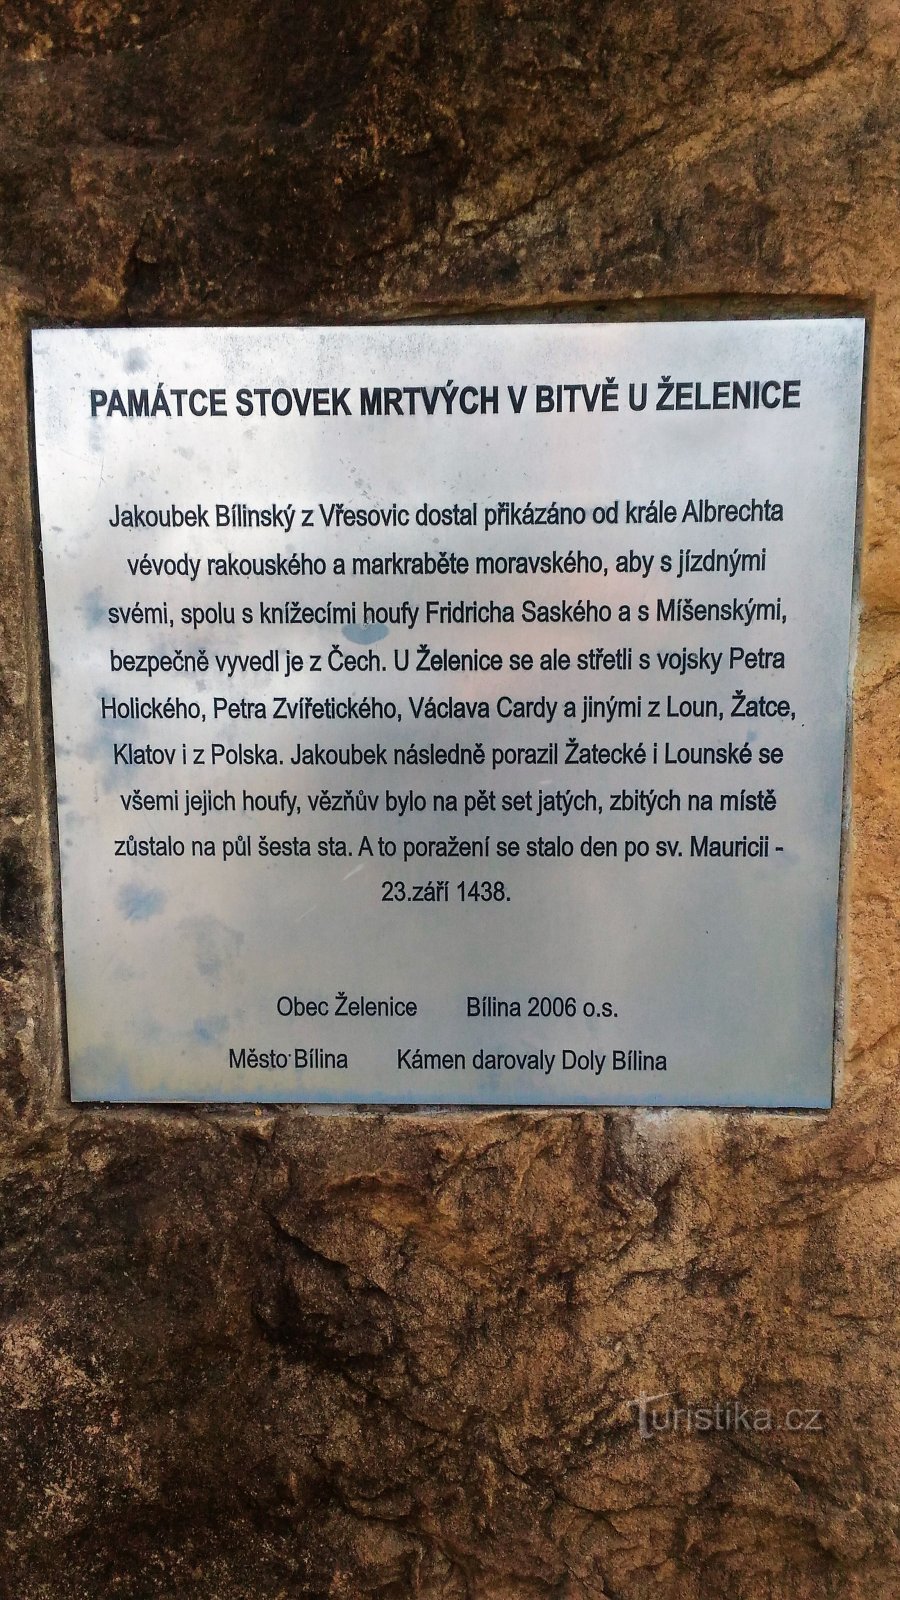 PAMÁTCE STOVEK MRTVÝCH V BITVĚ U ŽELENICE
Jakoubek Bílinský z Vřesovic dostal přikázáno od krále Albrechta
vévody rakouského a markraběte moravského, aby s jízdnými
svémi, spolu s knížecími houfy Fridricha Saského a s Míšenskými,
bezpečně vyvedl je z Čech. U Želenice se ale střetli s vojsky Petra
Holického, Petra Zvířetického, Václava Cardy a jinými z Loun, Žatce,
Klatov i z Polska. Jakoubek následně porazil Žatecké i Lounské se
všemi jejich houfy, vězňův bylo na pět set jatých, zbitých na místě
zůstalo na půl šesta sta. A to poražení se stalo den po sv. Mauricii -
23.září 1438.
Obec Želenice Bílina 2006 o.s.
Město Bílina Kámen darovaly Doly Bílina
Turistika.cz